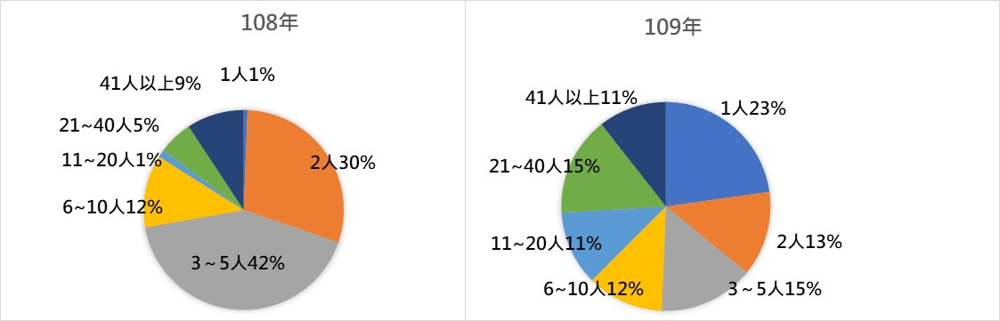 108年
1人1%
2人30%
3～5人42%
6~10人12%
11~20人1%
21~40人5%
41人以上9%
109年
1人23%
2人13%
3～5人15%
6~10人12%
11~20人11%
21~40人15%
41人以上11%